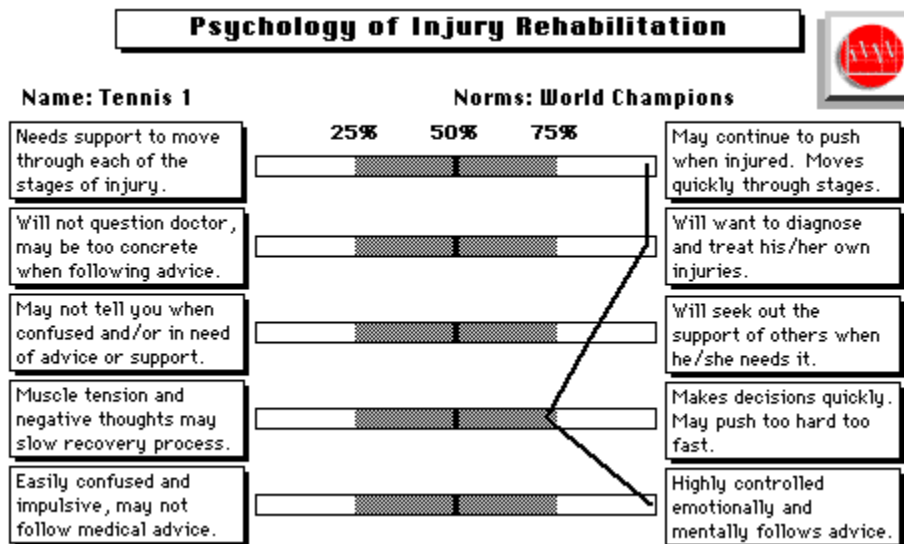 Psychology of Injury Rehabilitation
Name: Tennis 1
Norms: World Champions
25% 50% 75%
Needs support to move
through each of the
stages of injury.
May continue to push
when injured. Moves
quickly through stages.
Will not question doctor,
may be too concrete
when following advice.
Will want to diagnose
and treat his/her own
injuries.
May not tell you when
confused and/or in need
of advice or support.
Will seek out the
support of others when
he/she needs it.
Muscle tension and
negative thoughts may
slow recovery process.
Makes decisions quickly.
May push too hard too
fast.
Easily confused and
impulsive, may not
follow medical advice.
Highly controlled
emotionally and
mentally follows advice.